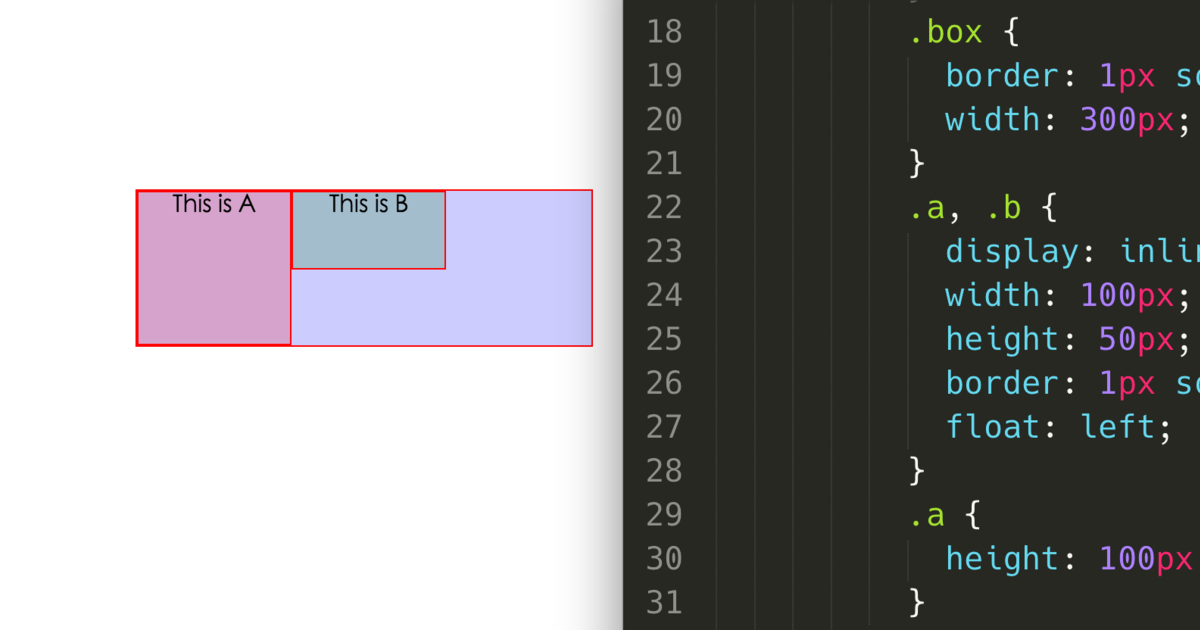 This is A This is B
18 .box {
19 border: 1px so
20 width: 300px;
21 }
22 .a, .b {
23 display: inlin
24 width: 100px;
25 height: 50px;
26 border: 1px so
27 float: left;
28 }
29 .a {
30 height: 100px
31 }